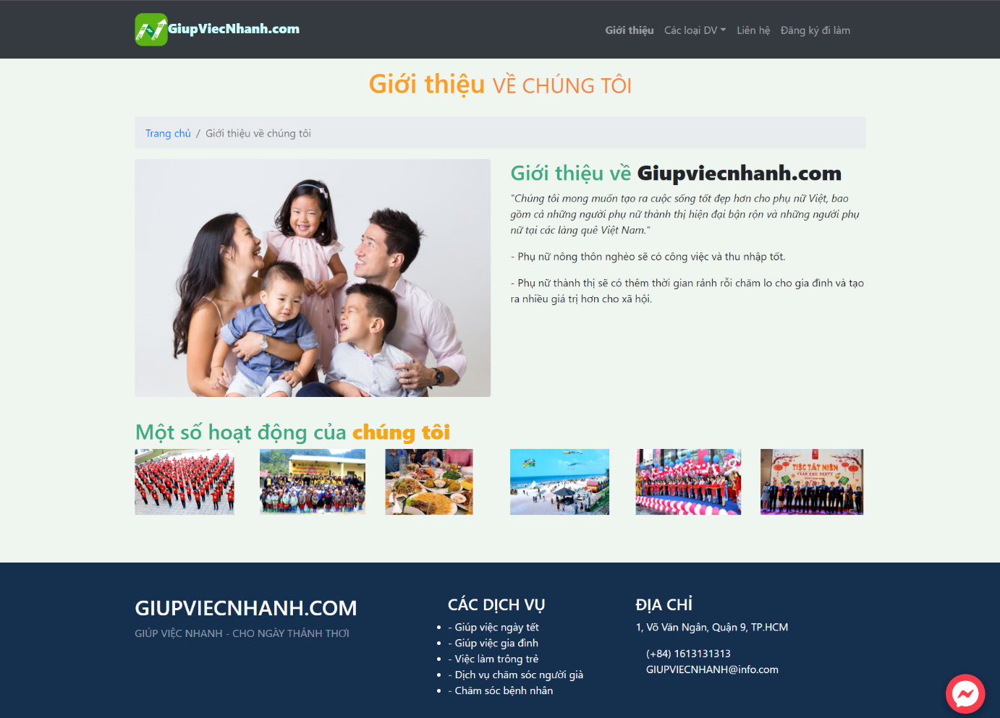 GiupViecNhanh.com
Giới thiệu Các loại DV Liên hệ Đăng ký đi làm
Giới thiệu VỀ CHÚNG TÔI
Trang chủ / Giới thiệu về chúng tôi
Giới thiệu về Giupviecnhanh.com
"Chúng tôi mong muốn tạo ra cuộc sống tốt đẹp hơn cho phụ nữ Việt, bao
gồm cả những người phụ nữ thành thị hiện đại bận rộn và những người phụ
nữ tại các làng quê Việt Nam."
- Phụ nữ nông thôn nghèo sẽ có công việc và thu nhập tốt.
- Phụ nữ thành thị sẽ có thêm thời gian rảnh rỗi chăm lo cho gia đình và tạo
ra nhiều giá trị hơn cho xã hội.
Một số hoạt động của chúng tôi
TIỆC TẤT NIÊN
YEAR END PARTY
GIUPVIECNHANH.COM
GIÚP VIỆC NHANH - CHO NGÀY THẢNH THƠI
CÁC DỊCH VỤ
- Giúp việc ngày tết
- Giúp việc gia đình
- Việc làm trông trẻ
- Dịch vụ chăm sóc người già
- Chăm sóc bệnh nhân
ĐỊA CHỈ
1, Võ Văn Ngân, Quận 9, TP.HCM
(+84) 1613131313
GIUPVIECNHANH@info.com